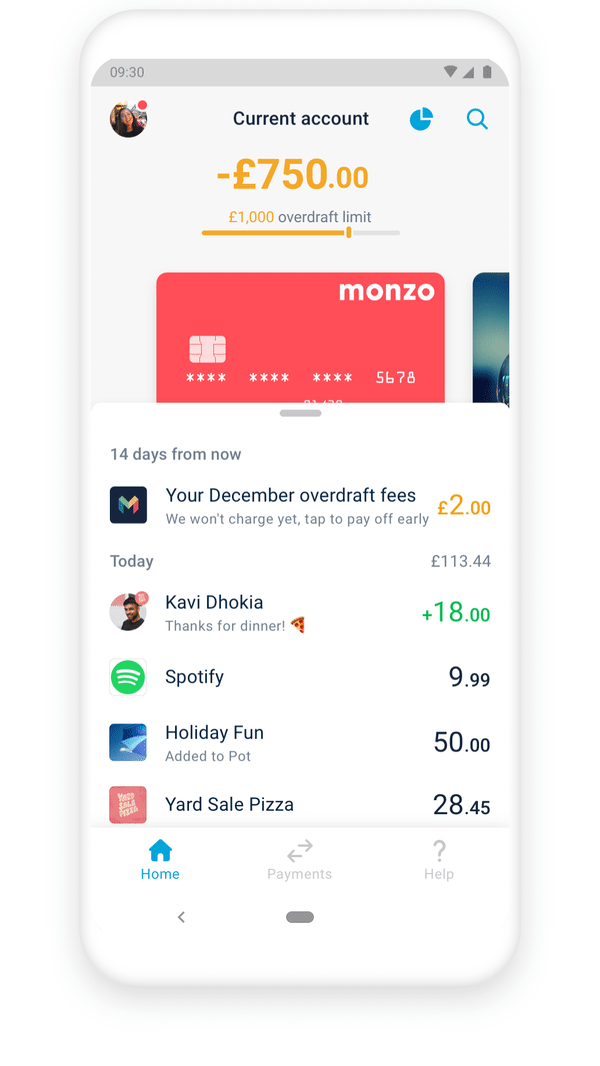 09:30
Current account
-£750.00
£1,000 overdraft limit
monzo
**** **** **** 5678
14 days from now
Your December overdraft fees
£2.00
We won't charge yet, tap to pay off early
Today
£113.44
Kavi Dhokia
+18.00
Thanks for dinner! 🍕
Spotify
9.99
Holiday Fun
50.00
Added to Pot
YARD
SALE
PIZZA
Yard Sale Pizza
28.45
Home
Payments
? 
Help